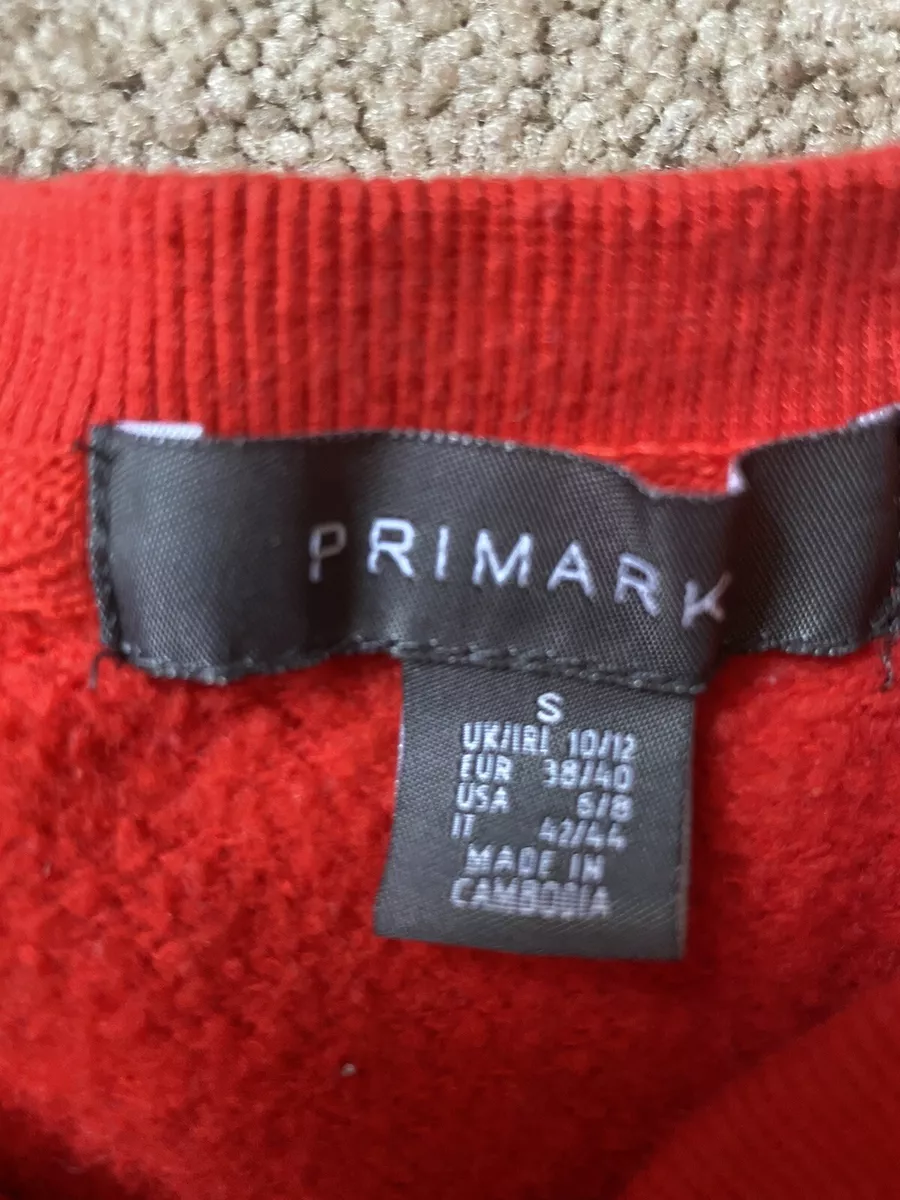 PRIMARK
S
UK/IRL 10/12
EUR 38/40
USA 6/8
IT 42/44
MADE IN
CAMBODIA